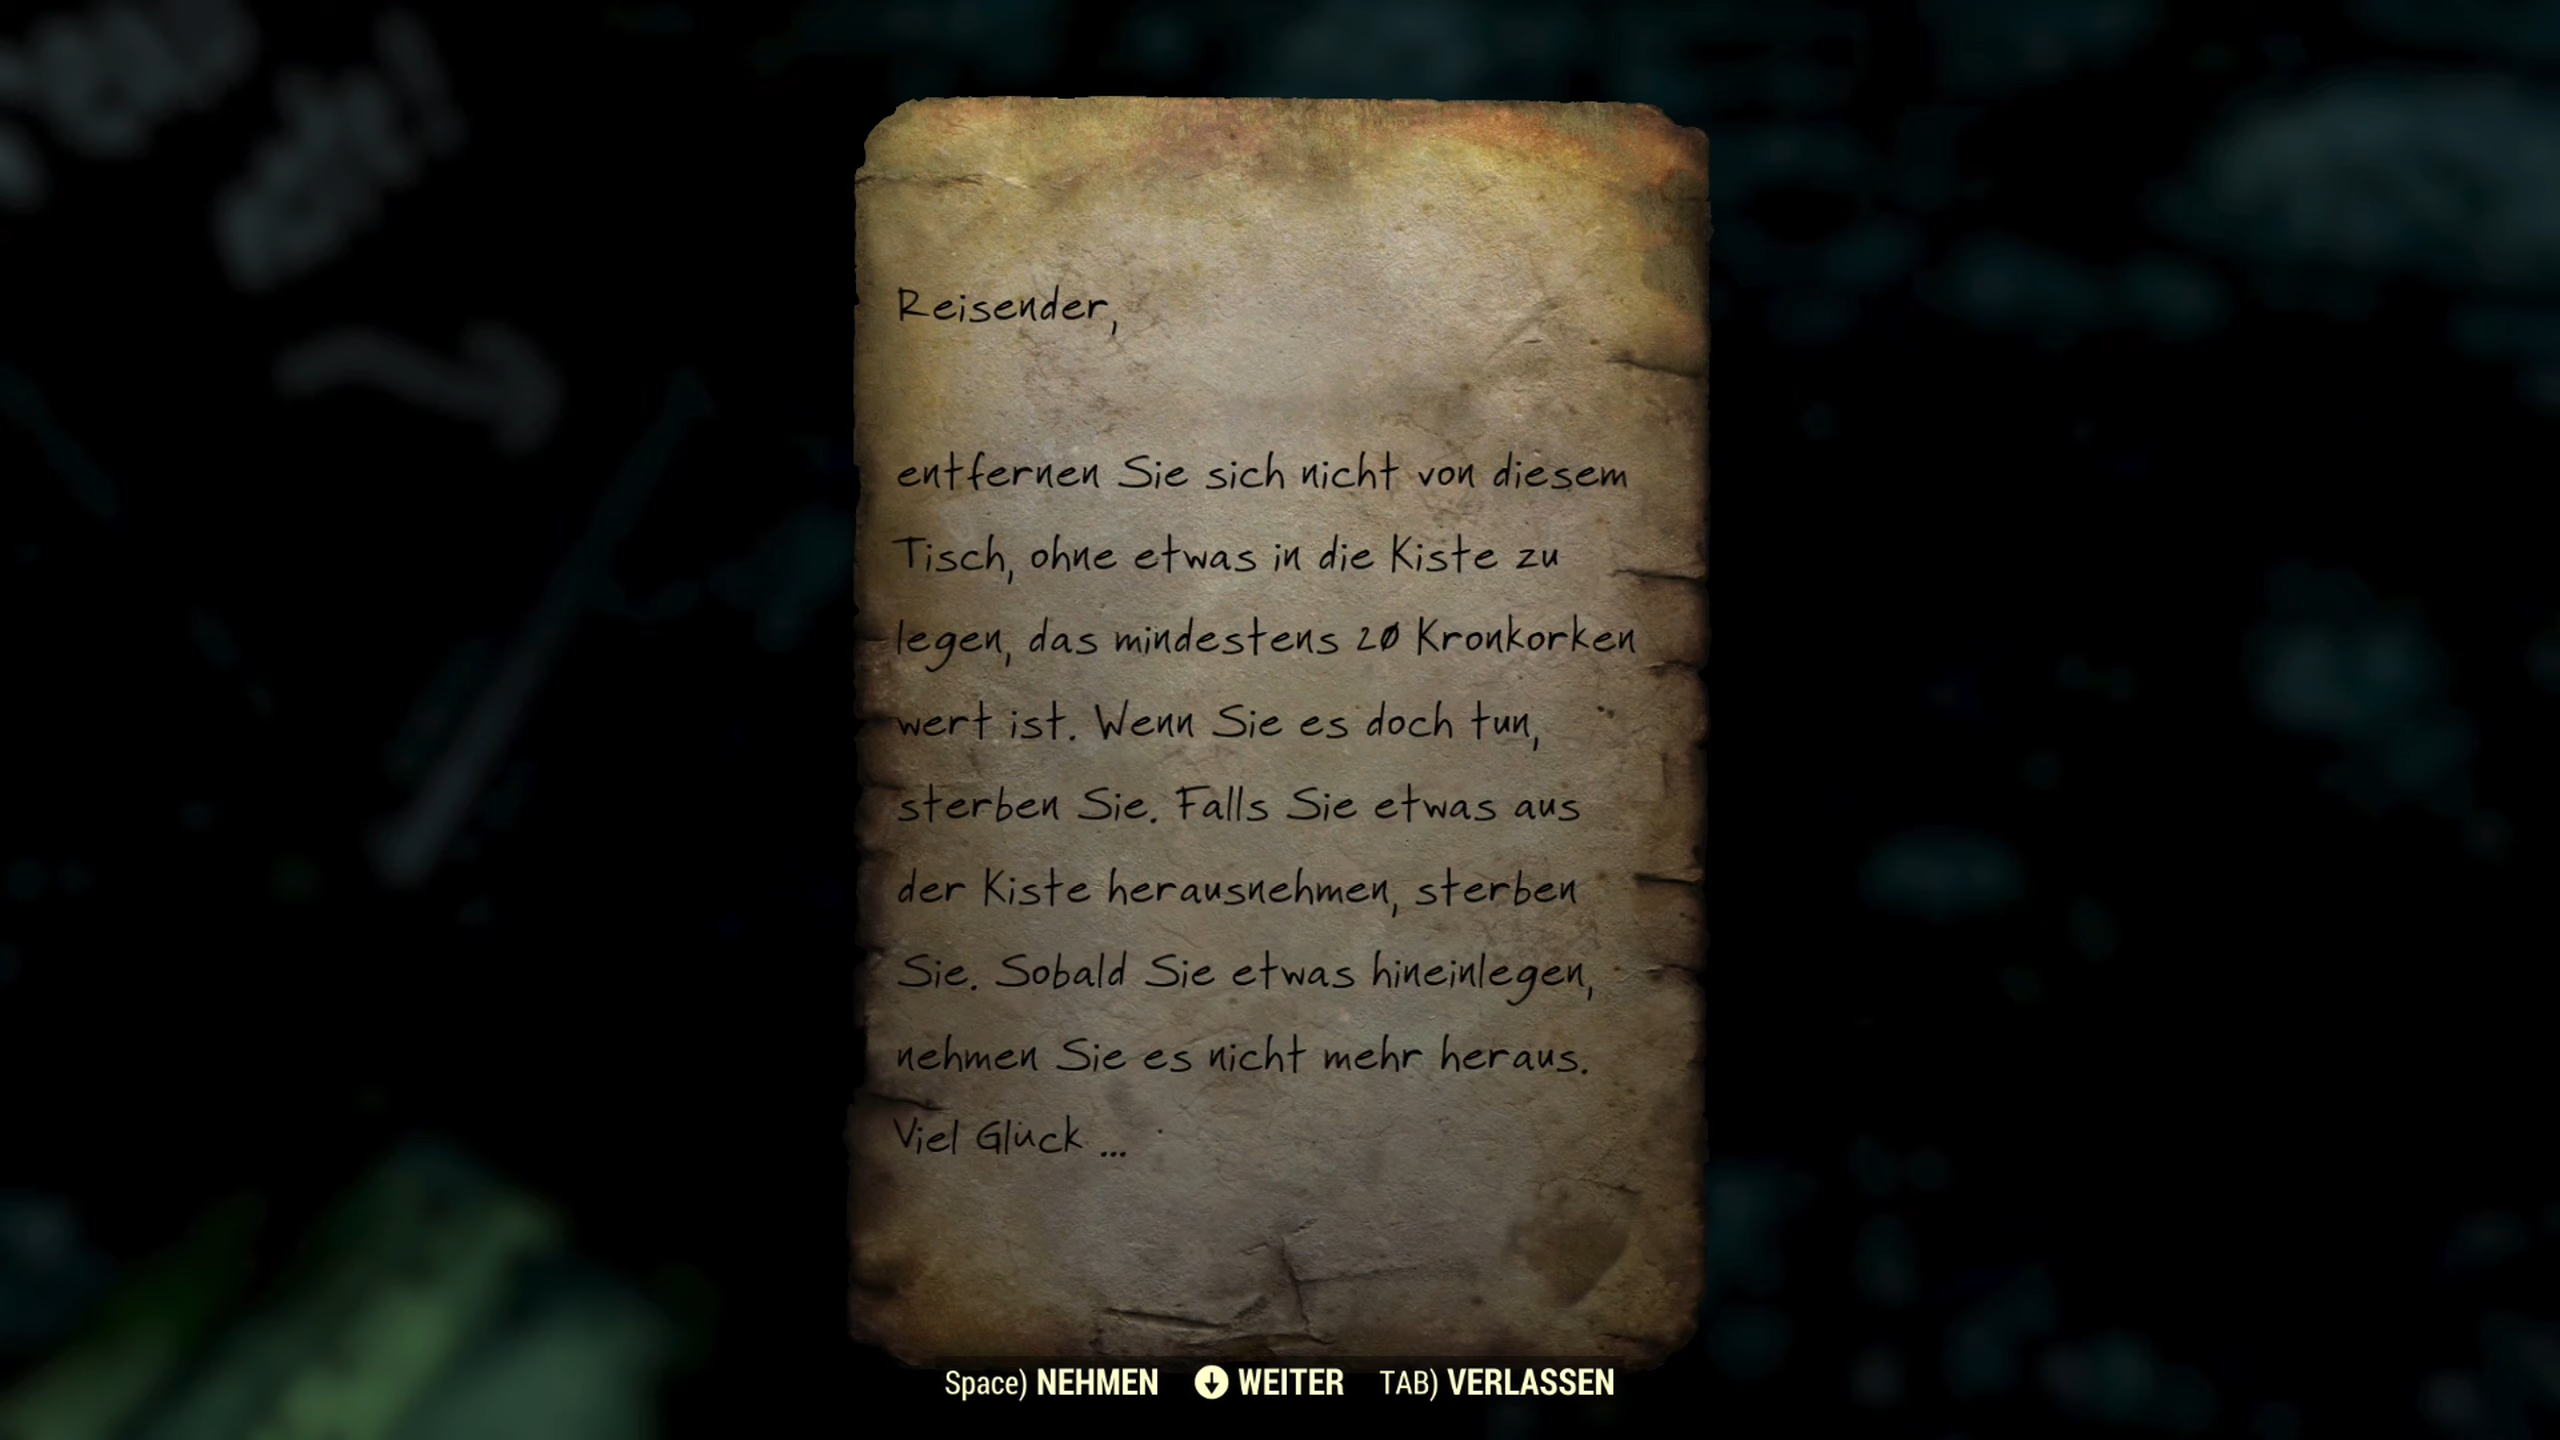 Reisender,
entfernen Sie sich nicht von diesem
Tisch, ohne etwas in die Kiste zu
legen, das mindestens 20 Kronkorken
wert ist. Wenn Sie es doch tun,
sterben Sie. Falls Sie etwas aus
der Kiste herausnehmen, sterben
Sie. Sobald Sie etwas hineinlegen,
nehmen Sie es nicht mehr heraus.
Viel Glück ...
Space) NEHMEN WEITER TAB) VERLASSEN